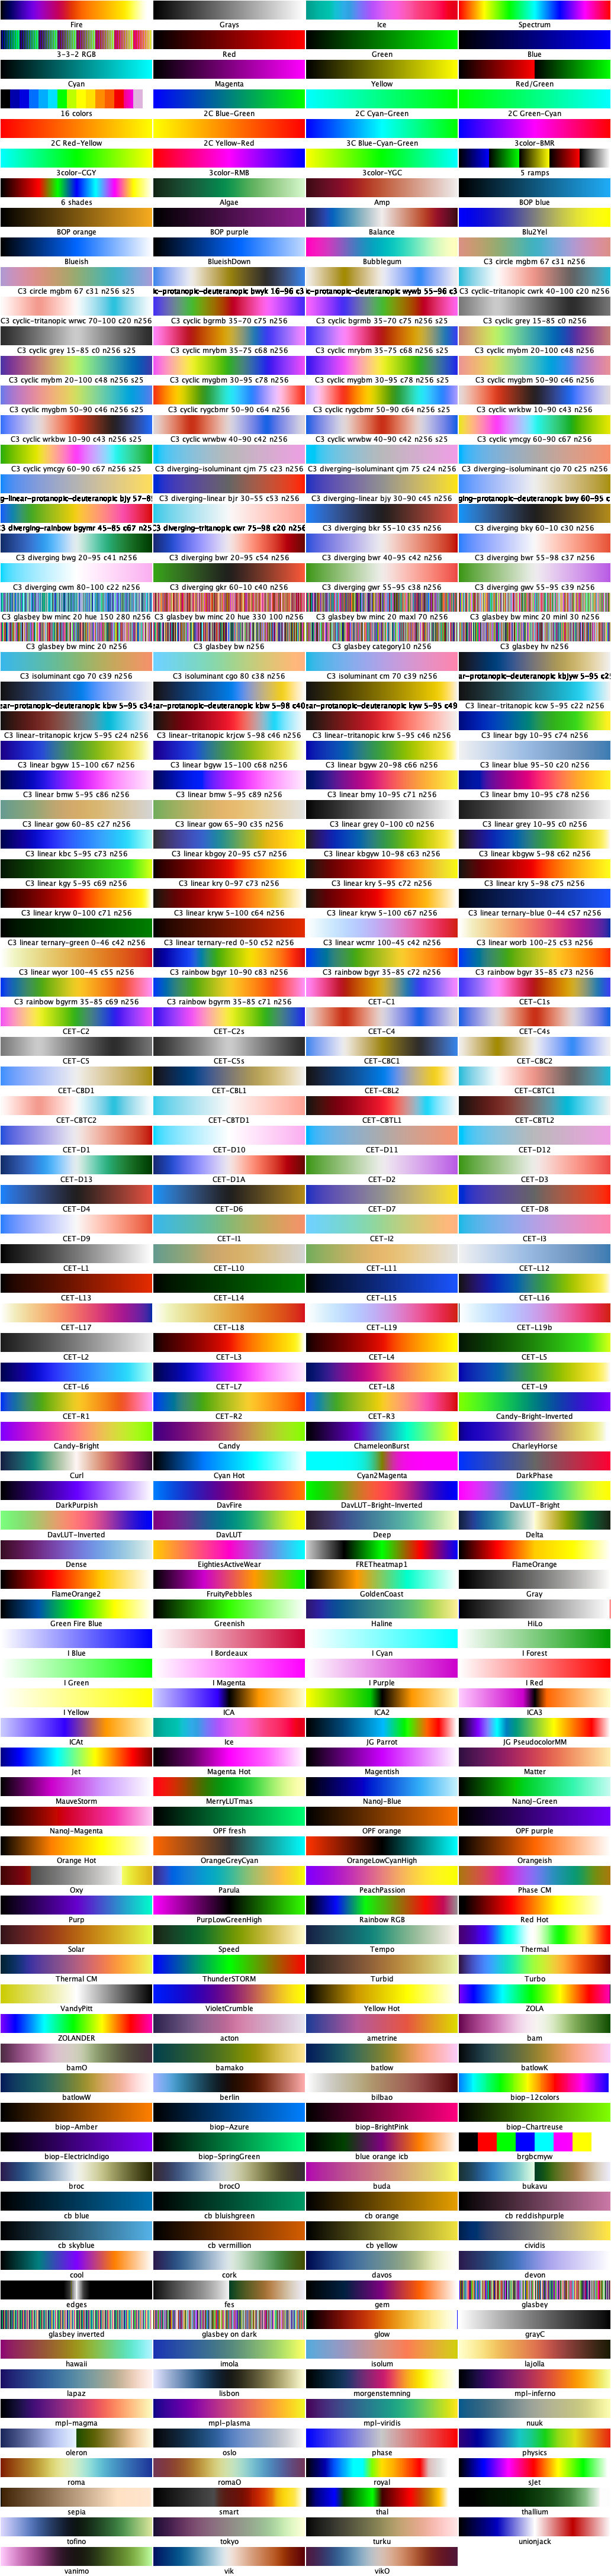 Fire Grays Ice Spectrum
3-3-2 RGB Red Green Blue
Cyan Magenta Yellow Red/Green
16 colors 2C Blue-Green 2C Cyan-Green 2C Green-Cyan
2C Red-Yellow 2C Yellow-Red 3C Blue-Cyan-Green 3color-BMR
3color-CGY 3color-RMB 3color-YGC 5 ramps
6 shades Algae Amp BOP blue
BOP orange BOP purple Balance Blu2Yel
Blueish BlueishDown Bubblegum C3 circle mgbm 67 c31 n256
C3 circle mgbm 67 c31 n256 s25 ic-protanopic-deuteranopic bwyk 16-96 c3 ic-protanopic-deuteranopic wywb 55-96 c3 C3 cyclic-tritanopic cwrk 40-100 c20 n256
C3 cyclic-tritanopic wrwc 70-100 c20 n256 C3 cyclic bgrmb 35-70 c75 n256 C3 cyclic bgrmb 35-70 c75 n256 s25 C3 cyclic grey 15-85 c0 n256
C3 cyclic grey 15-85 c0 n256 s25 C3 cyclic mrybm 35-75 c68 n256 C3 cyclic mrybm 35-75 c68 n256 s25 C3 cyclic mybm 20-100 c48 n256
C3 cyclic mybm 20-100 c48 n256 s25 C3 cyclic mygbm 30-95 c78 n256 C3 cyclic mygbm 30-95 c78 n256 s25 C3 cyclic mygbm 50-90 c46 n256
C3 cyclic mygbm 50-90 c46 n256 s25 C3 cyclic rygcbmr 50-90 c64 n256 C3 cyclic rygcbmr 50-90 c64 n256 s25 C3 cyclic wrkbw 10-90 c43 n256
C3 cyclic wrkbw 10-90 c43 n256 s25 C3 cyclic wrwbw 40-90 c42 n256 C3 cyclic wrwbw 40-90 c42 n256 s25 C3 cyclic ymcgy 60-90 c67 n256
C3 cyclic ymcgy 60-90 c67 n256 s25 C3 diverging-isoluminant cjm 75 c23 n256 C3 diverging-isoluminant cjm 75 c24 n256 C3 diverging-isoluminant cjo 70 c25 n256
g-linear-protanopic-deuteranopic bjy 57-8 C3 diverging-linear bjr 30-55 c53 n256 C3 diverging-linear bjy 30-90 c45 n256 ging-protanopic-deuteranopic bwy 60-95 c
3 diverging-rainbow bgymr 45-85 c67 n25 C3 diverging-tritanopic cwr 75-98 c20 n256 C3 diverging bkr 55-10 c35 n256 C3 diverging bky 60-10 c30 n256
C3 diverging bwg 20-95 c41 n256 C3 diverging bwr 20-95 c54 n256 C3 diverging bwr 40-95 c42 n256 C3 diverging bwr 55-98 c37 n256
C3 diverging cwm 80-100 c22 n256 C3 diverging gkr 60-10 c40 n256 C3 diverging gwr 55-95 c38 n256 C3 diverging gwv 55-95 c39 n256
C3 glasbey bw minc 20 hue 150 280 n256 C3 glasbey bw minc 20 hue 330 100 n256 C3 glasbey bw minc 20 maxl 70 n256 C3 glasbey bw minc 20 minl 30 n256
C3 glasbey bw minc 20 n256 C3 glasbey bw n256 C3 glasbey category10 n256 C3 glasbey hv n256
C3 isoluminant cgo 70 c39 n256 C3 isoluminant cgo 80 c38 n256 C3 isoluminant cm 70 c39 n256 ar-protanopic-deuteranopic kbjyw 5-95 c2
ear-protanopic-deuteranopic kbw 5-95 c34 ear-protanopic-deuteranopic kbw 5-98 c40 ear-protanopic-deuteranopic kyw 5-95 c49 C3 linear-tritanopic kcw 5-95 c22 n256
C3 linear-tritanopic krjcw 5-95 c24 n256 C3 linear-tritanopic krjcw 5-98 c46 n256 C3 linear-tritanopic krw 5-95 c46 n256 C3 linear bgy 10-95 c74 n256
C3 linear bgyw 15-100 c67 n256 C3 linear bgyw 15-100 c68 n256 C3 linear bgyw 20-98 c66 n256 C3 linear blue 95-50 c20 n256
C3 linear bmw 5-95 c86 n256 C3 linear bmw 5-95 c89 n256 C3 linear bmy 10-95 c71 n256 C3 linear bmy 10-95 c78 n256
C3 linear gow 60-85 c27 n256 C3 linear gow 65-90 c35 n256 C3 linear grey 0-100 c0 n256 C3 linear grey 10-95 c0 n256
C3 linear kbc 5-95 c73 n256 C3 linear kbgoy 20-95 c57 n256 C3 linear kbgyw 10-98 c63 n256 C3 linear kbgyw 5-98 c62 n256
C3 linear kgy 5-95 c69 n256 C3 linear kry 0-97 c73 n256 C3 linear kry 5-95 c72 n256 C3 linear kry 5-98 c75 n256
C3 linear kryw 0-100 c71 n256 C3 linear kryw 5-100 c64 n256 C3 linear kryw 5-100 c67 n256 C3 linear ternary-blue 0-44 c57 n256
C3 linear ternary-green 0-46 c42 n256 C3 linear ternary-red 0-50 c52 n256 C3 linear wcmr 100-45 c42 n256 C3 linear worb 100-25 c53 n256
C3 linear wyor 100-45 c55 n256 C3 rainbow bgyr 10-90 c83 n256 C3 rainbow bgyr 35-85 c72 n256 C3 rainbow bgyr 35-85 c73 n256
C3 rainbow bgyrm 35-85 c69 n256 C3 rainbow bgyrm 35-85 c71 n256 CET-C1 CET-C1s
CET-C2 CET-C2s CET-C4 CET-C4s
CET-C5 CET-C5s CET-CBC1 CET-CBC2
CET-CBD1 CET-CBL1 CET-CBL2 CET-CBTC1
CET-CBTC2 CET-CBTD1 CET-CBTL1 CET-CBTL2
CET-D1 CET-D10 CET-D11 CET-D12
CET-D13 CET-D1A CET-D2 CET-D3
CET-D4 CET-D6 CET-D7 CET-D8
CET-D9 CET-I1 CET-I2 CET-I3
CET-L1 CET-L10 CET-L11 CET-L12
CET-L13 CET-L14 CET-L15 CET-L16
CET-L17 CET-L18 CET-L19 CET-L19b
CET-L2 CET-L3 CET-L4 CET-L5
CET-L6 CET-L7 CET-L8 CET-L9
CET-R1 CET-R2 CET-R3 Candy-Bright-Inverted
Candy-Bright Candy ChameleonBurst CharleyHorse
Curl Cyan Hot Cyan2Magenta DarkPhase
DarkPurpish DavFire DavLUT-Bright-Inverted DavLUT-Bright
DavLUT-Inverted DavLUT Deep Delta
Dense EightiesActiveWear FRETheatmap1 FlameOrange
FlameOrange2 FruityPebbles GoldenCoast Gray
Green Fire Blue Greenish Haline HiLo
I Blue I Bordeaux I Cyan I Forest
I Green I Magenta I Purple I Red
I Yellow ICA ICA2 ICA3
ICAt Ice JG Parrot JG PseudocolorMM
Jet Magenta Hot Magentish Matter
MauveStorm MerryLUTmas NanoJ-Blue NanoJ-Green
NanoJ-Magenta OPF fresh OPF orange OPF purple
Orange Hot OrangeGreyCyan OrangeLowCyanHigh Orangeish
Oxy Parula PeachPassion Phase CM
Purp PurpLowGreenHigh Rainbow RGB Red Hot
Solar Speed Tempo Thermal
Thermal CM ThunderSTORM Turbid Turbo
VandyPitt VioletCrumble Yellow Hot ZOLA
ZOLANDER acton ametrine bam
bamO bamako batlow batlowK
batlowW berlin bilbao biop-12colors
biop-Amber biop-Azure biop-BrightPink biop-Chartreuse
biop-ElectricIndigo biop-SpringGreen blue orange icb brgbcmyw
broc brocO buda bukavu
cb blue cb bluishgreen cb orange cb reddishpurple
cb skyblue cb vermillion cb yellow cividis
cool cork davos devon
edges fes gem glasbey
glasbey inverted glasbey on dark glow grayC
hawaii imola isolum lajolla
lapaz lisbon morgenstemning mpl-inferno
mpl-magma mpl-plasma mpl-viridis nuuk
oleron oslo phase physics
roma romaO royal sJet
sepia smart thal thallium
tofino tokyo turku unionjack
vanimo vik vikO